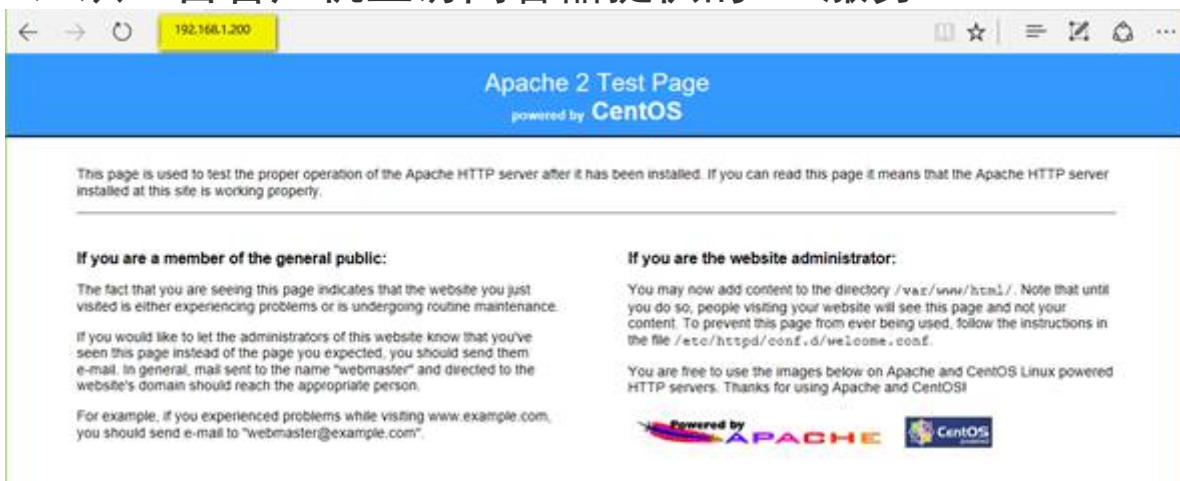 192.168.1.200
Apache 2 Test Page
powered by CentOS
This page is used to test the proper operation of the Apache HTTP server after it has been installed. If you can read this page it means that the Apache HTTP server
installed at this site is working properly.
If you are a member of the general public:
The fact that you are seeing this page indicates that the website you just
visited is either experiencing problems or is undergoing routine maintenance.
If you would like to let the administrators of this website know that you've
seen this page instead of the page you expected, you should send them
e-mail. In general, mail sent to the name "webmaster" and directed to the
website's domain should reach the appropriate person.
For example, if you experienced problems while visiting www.example.com,
you should send e-mail to "webmaster@example.com".
If you are the website administrator:
You may now add content to the directory /var/www/html/. Note that until
you do so, people visiting your website will see this page and not your
content. To prevent this page from ever being used, follow the instructions in
the file /etc/httpd/conf.d/welcome.conf.
You are free to use the images below on Apache and CentOS Linux powered
HTTP servers. Thanks for using Apache and CentOS!
Powered by
APACHE
CentOS